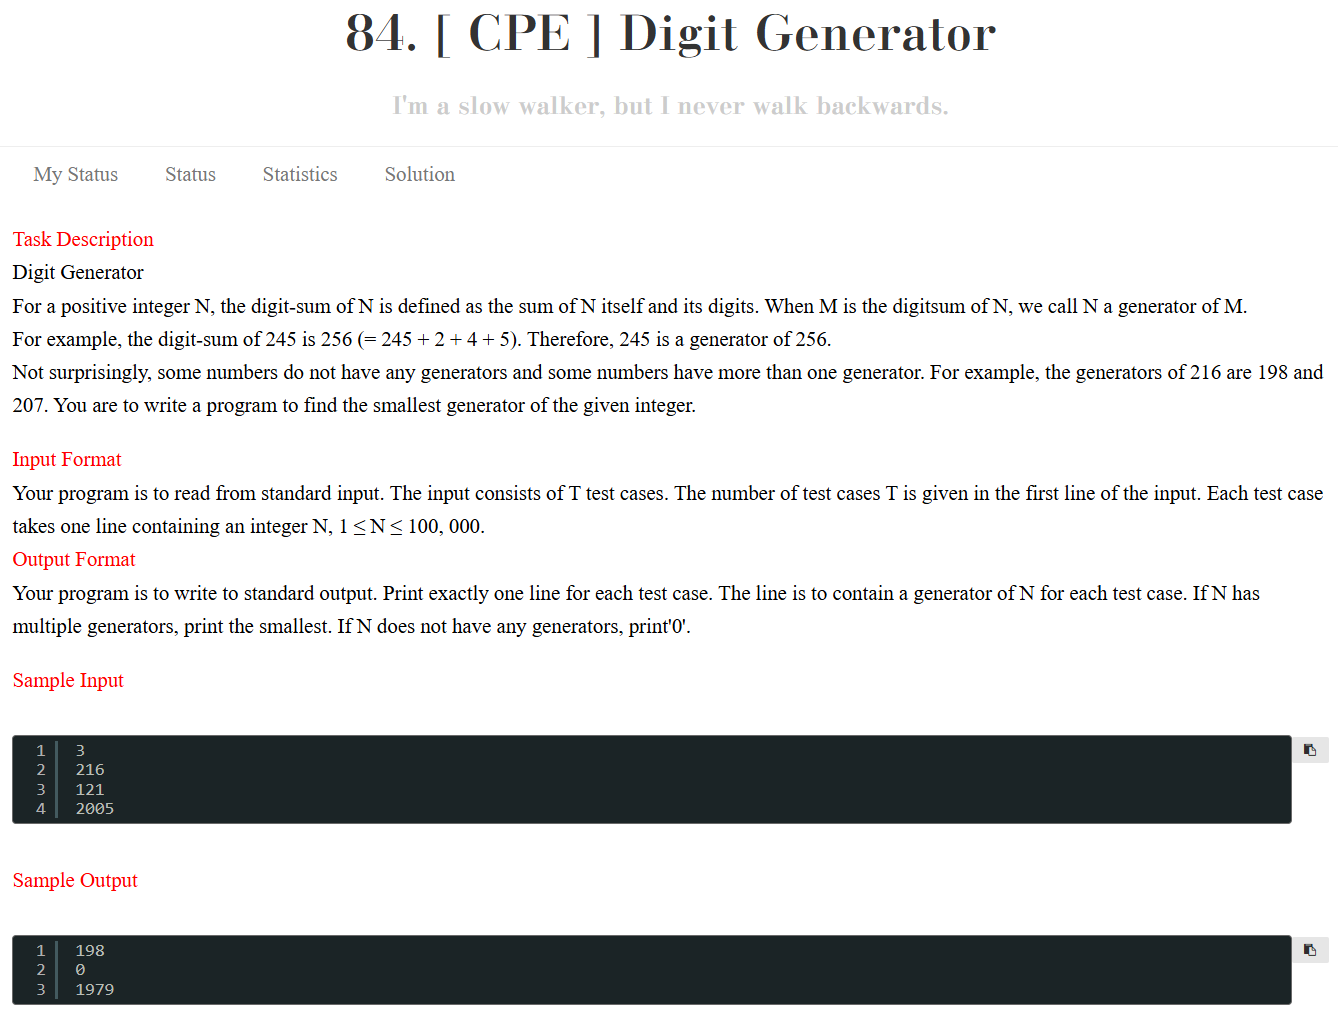 84. [ CPE ] Digit Generator
I'm a slow walker, but I never walk backwards.
My Status Status Statistics Solution
Task Description
Digit Generator
For a positive integer N, the digit-sum of N is defined as the sum of N itself and its digits. When M is the digitsum of N, we call N a generator of M.
For example, the digit-sum of 245 is 256 (= 245 + 2 + 4 + 5). Therefore, 245 is a generator of 256.
Not surprisingly, some numbers do not have any generators and some numbers have more than one generator. For example, the generators of 216 are 198 and
207. You are to write a program to find the smallest generator of the given integer.
Input Format
Your program is to read from standard input. The input consists of T test cases. The number of test cases T is given in the first line of the input. Each test case
takes one line containing an integer N, 1 ≤ N ≤ 100, 000.
Output Format
Your program is to write to standard output. Print exactly one line for each test case. The line is to contain a generator of N for each test case. If N has
multiple generators, print the smallest. If N does not have any generators, print'0'.
Sample Input
1 3
2 216
3 121
4 2005
Sample Output
1 198
2 0
3 1979